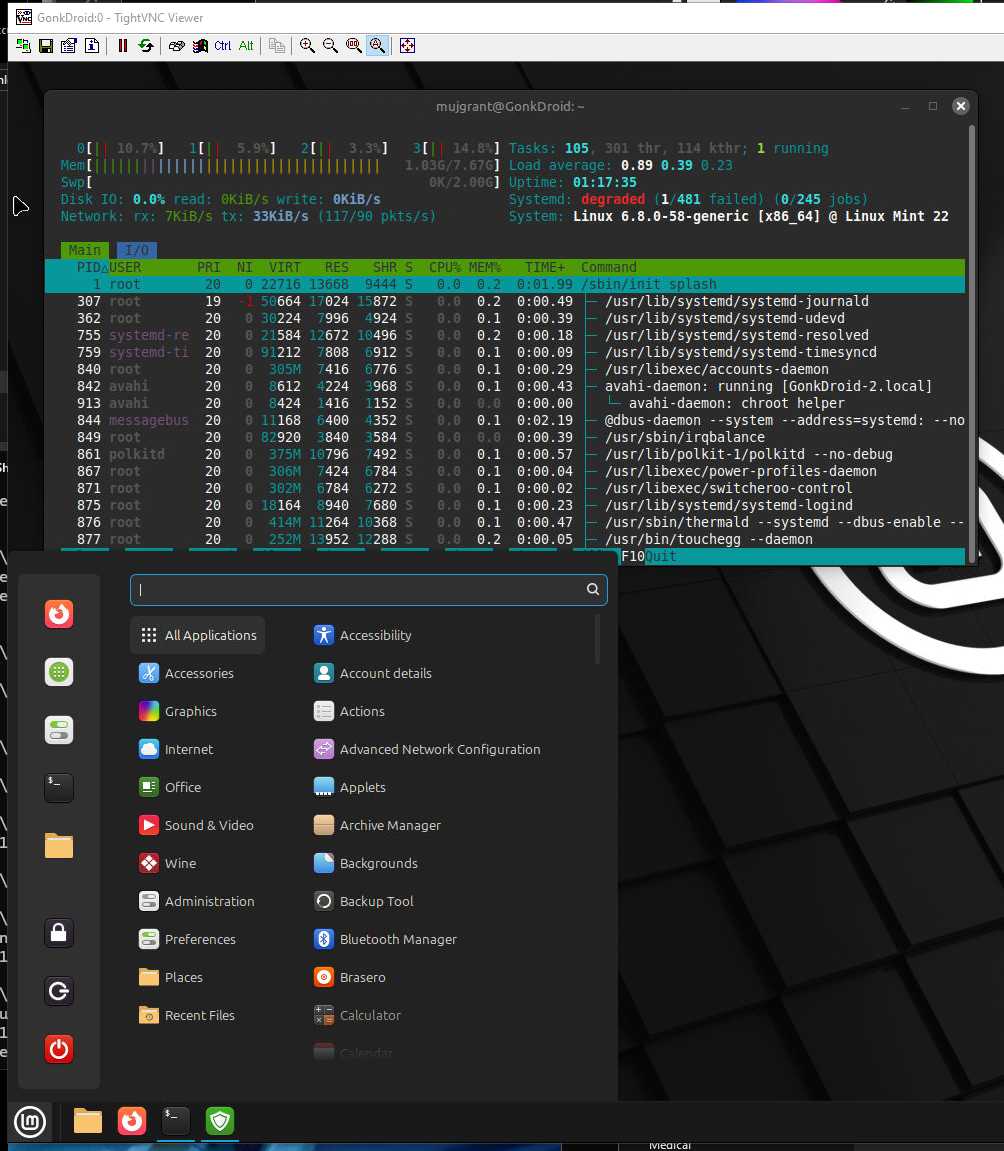 GonkDroid:0 - TightVNC Viewer
Ctrl Alt
mujgrant@GonkDroid: ~
0[|| 10.7%] 1[|| 5.9%] 2[|| 3.3%] 3[|| 14.8%] Tasks: 105, 301 thr, 114 kthr; 1 running
Mem[ 1.03G/7.67G] Load average: 0.89 0.39 0.23
Swp[ 0K/2.00G] Uptime: 01:17:35
Disk IO: 0.0% read: 0KiB/s write: 0KiB/s Systemd: degraded (1/481 failed) (0/245 jobs)
Network: rx: 7KiB/s tx: 33KiB/s (117/90 pkts/s) System: Linux 6.8.0-58-generic [x86_64] @ Linux Mint 22
Main I/O
PID△USER PRI NI VIRT RES SHR S CPU% MEM% TIME+ Command
1 root 20 0 22716 13668 9444 S 0.0 0.2 0:01.99 /sbin/init splash
307 root 19 -1 50664 17024 15872 S 0.0 0.2 0:00.49 ├─ /usr/lib/systemd/systemd-journald
362 root 20 0 30224 7996 4924 S 0.0 0.1 0:00.39 ├─ /usr/lib/systemd/systemd-udevd
755 systemd-re 20 0 21584 12672 10496 S 0.0 0.2 0:00.18 ├─ /usr/lib/systemd/systemd-resolved
759 systemd-ti 20 0 91212 7808 6912 S 0.0 0.1 0:00.09 ├─ /usr/lib/systemd/systemd-timesyncd
840 root 20 0 305M 7416 6776 S 0.0 0.1 0:00.29 ├─ /usr/libexec/accounts-daemon
842 avahi 20 0 8612 4224 3968 S 0.0 0.1 0:00.43 ├─ avahi-daemon: running [GonkDroid-2.local]
913 avahi 20 0 8424 1416 1152 S 0.0 0.0 0:00.00 │ └─ avahi-daemon: chroot helper
844 messagebus 20 0 11168 6400 4352 S 0.0 0.1 0:02.19 ├─ @dbus-daemon --system --address=systemd: --no
849 root 20 0 82920 3840 3584 S 0.0 0.0 0:00.39 ├─ /usr/sbin/irqbalance
861 polkitd 20 0 375M 10796 7492 S 0.0 0.1 0:00.57 ├─ /usr/lib/polkit-1/polkitd --no-debug
867 root 20 0 306M 7424 6784 S 0.0 0.1 0:00.04 ├─ /usr/libexec/power-profiles-daemon
871 root 20 0 302M 6784 6272 S 0.0 0.1 0:00.02 ├─ /usr/libexec/switcheroo-control
875 root 20 0 18164 8940 7680 S 0.0 0.1 0:00.23 ├─ /usr/lib/systemd/systemd-logind
876 root 20 0 414M 11264 10368 S 0.0 0.1 0:00.47 ├─ /usr/sbin/thermald --systemd --dbus-enable --
877 root 20 0 252M 13952 12288 S 0.0 0.2 0:00.05 ├─ /usr/bin/touchegg --daemon
F10Quit
All Applications
Accessories
Graphics
Internet
Office
Sound & Video
Wine
Administration
Preferences
Places
Recent Files
Accessibility
Account details
Actions
Advanced Network Configuration
Applets
Archive Manager
Backgrounds
Backup Tool
Bluetooth Manager
Brasero
Calculator
Calendar
Medical